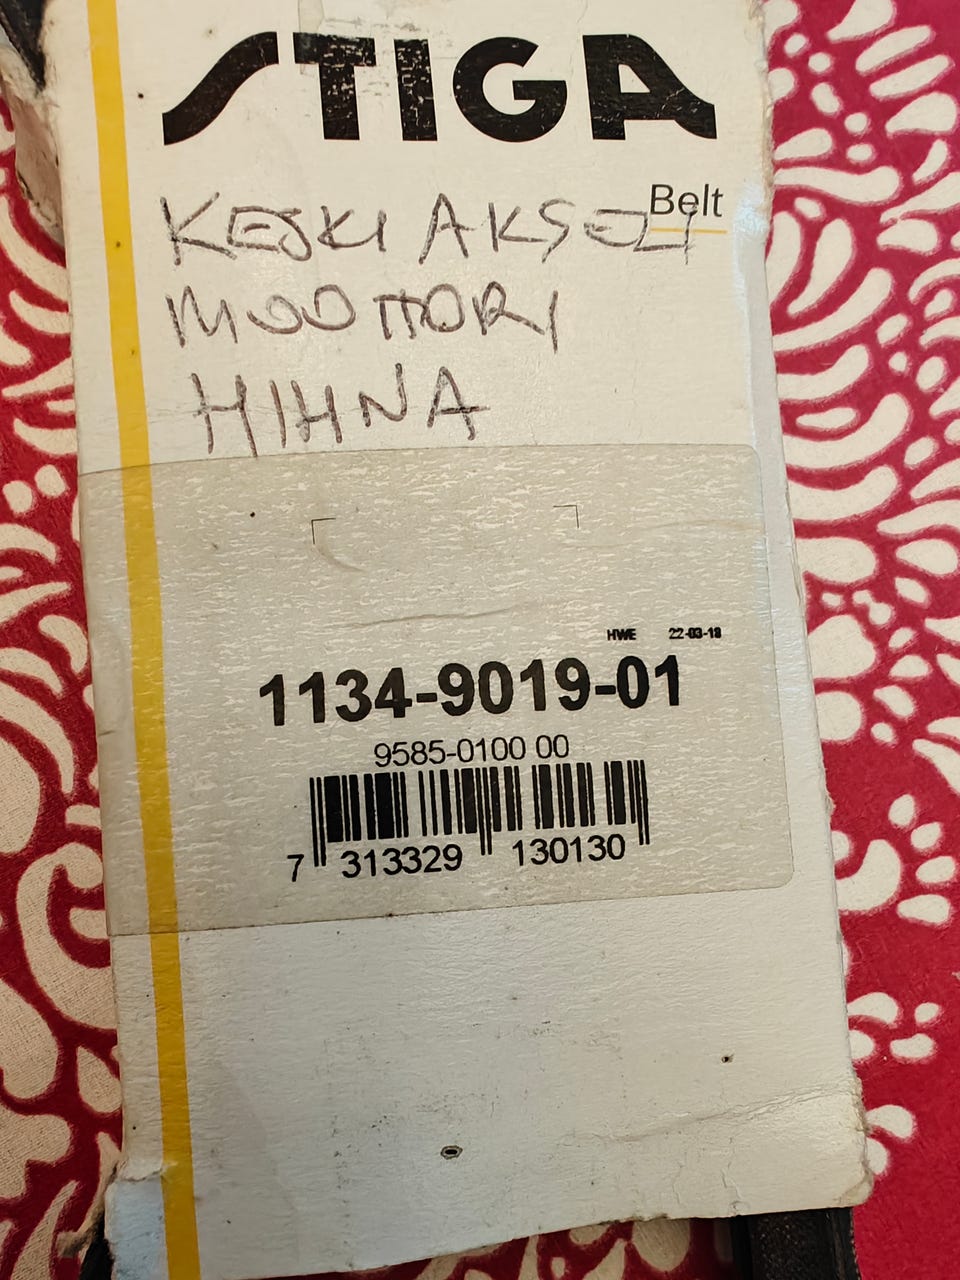 STIGA
Belt
KESKI AKSELI
MOOTTORI
HIHNA
HWE 22-03-18
1134-9019-01
9585-0100 00
7 313329 130130